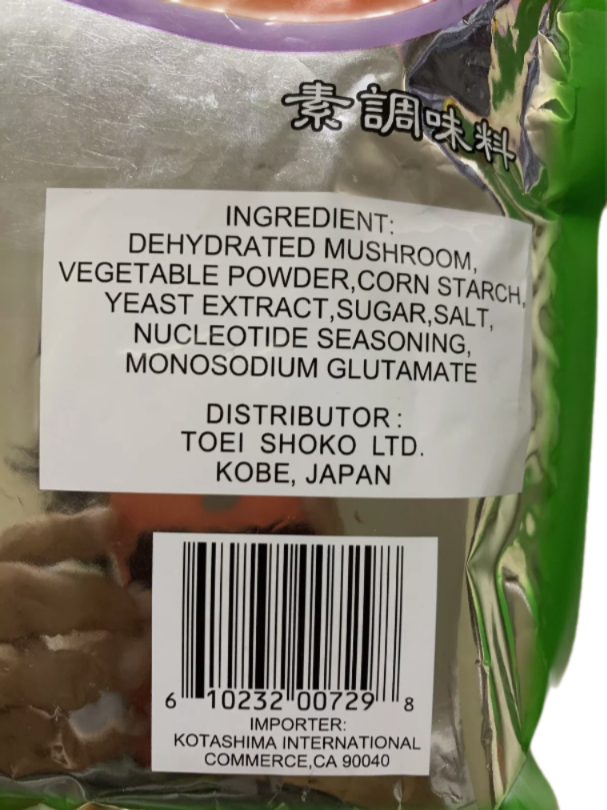 素調味料
INGREDIENT:
DEHYDRATED MUSHROOM,
VEGETABLE POWDER,CORN STARCH,
YEAST EXTRACT,SUGAR,SALT,
NUCLEOTIDE SEASONING,
MONOSODIUM GLUTAMATE
DISTRIBUTOR:
TOEI SHOKO LTD.
KOBE, JAPAN
6 10232 00729 8
IMPORTER:
KOTASHIMA INTERNATIONAL
COMMERCE,CA 90040